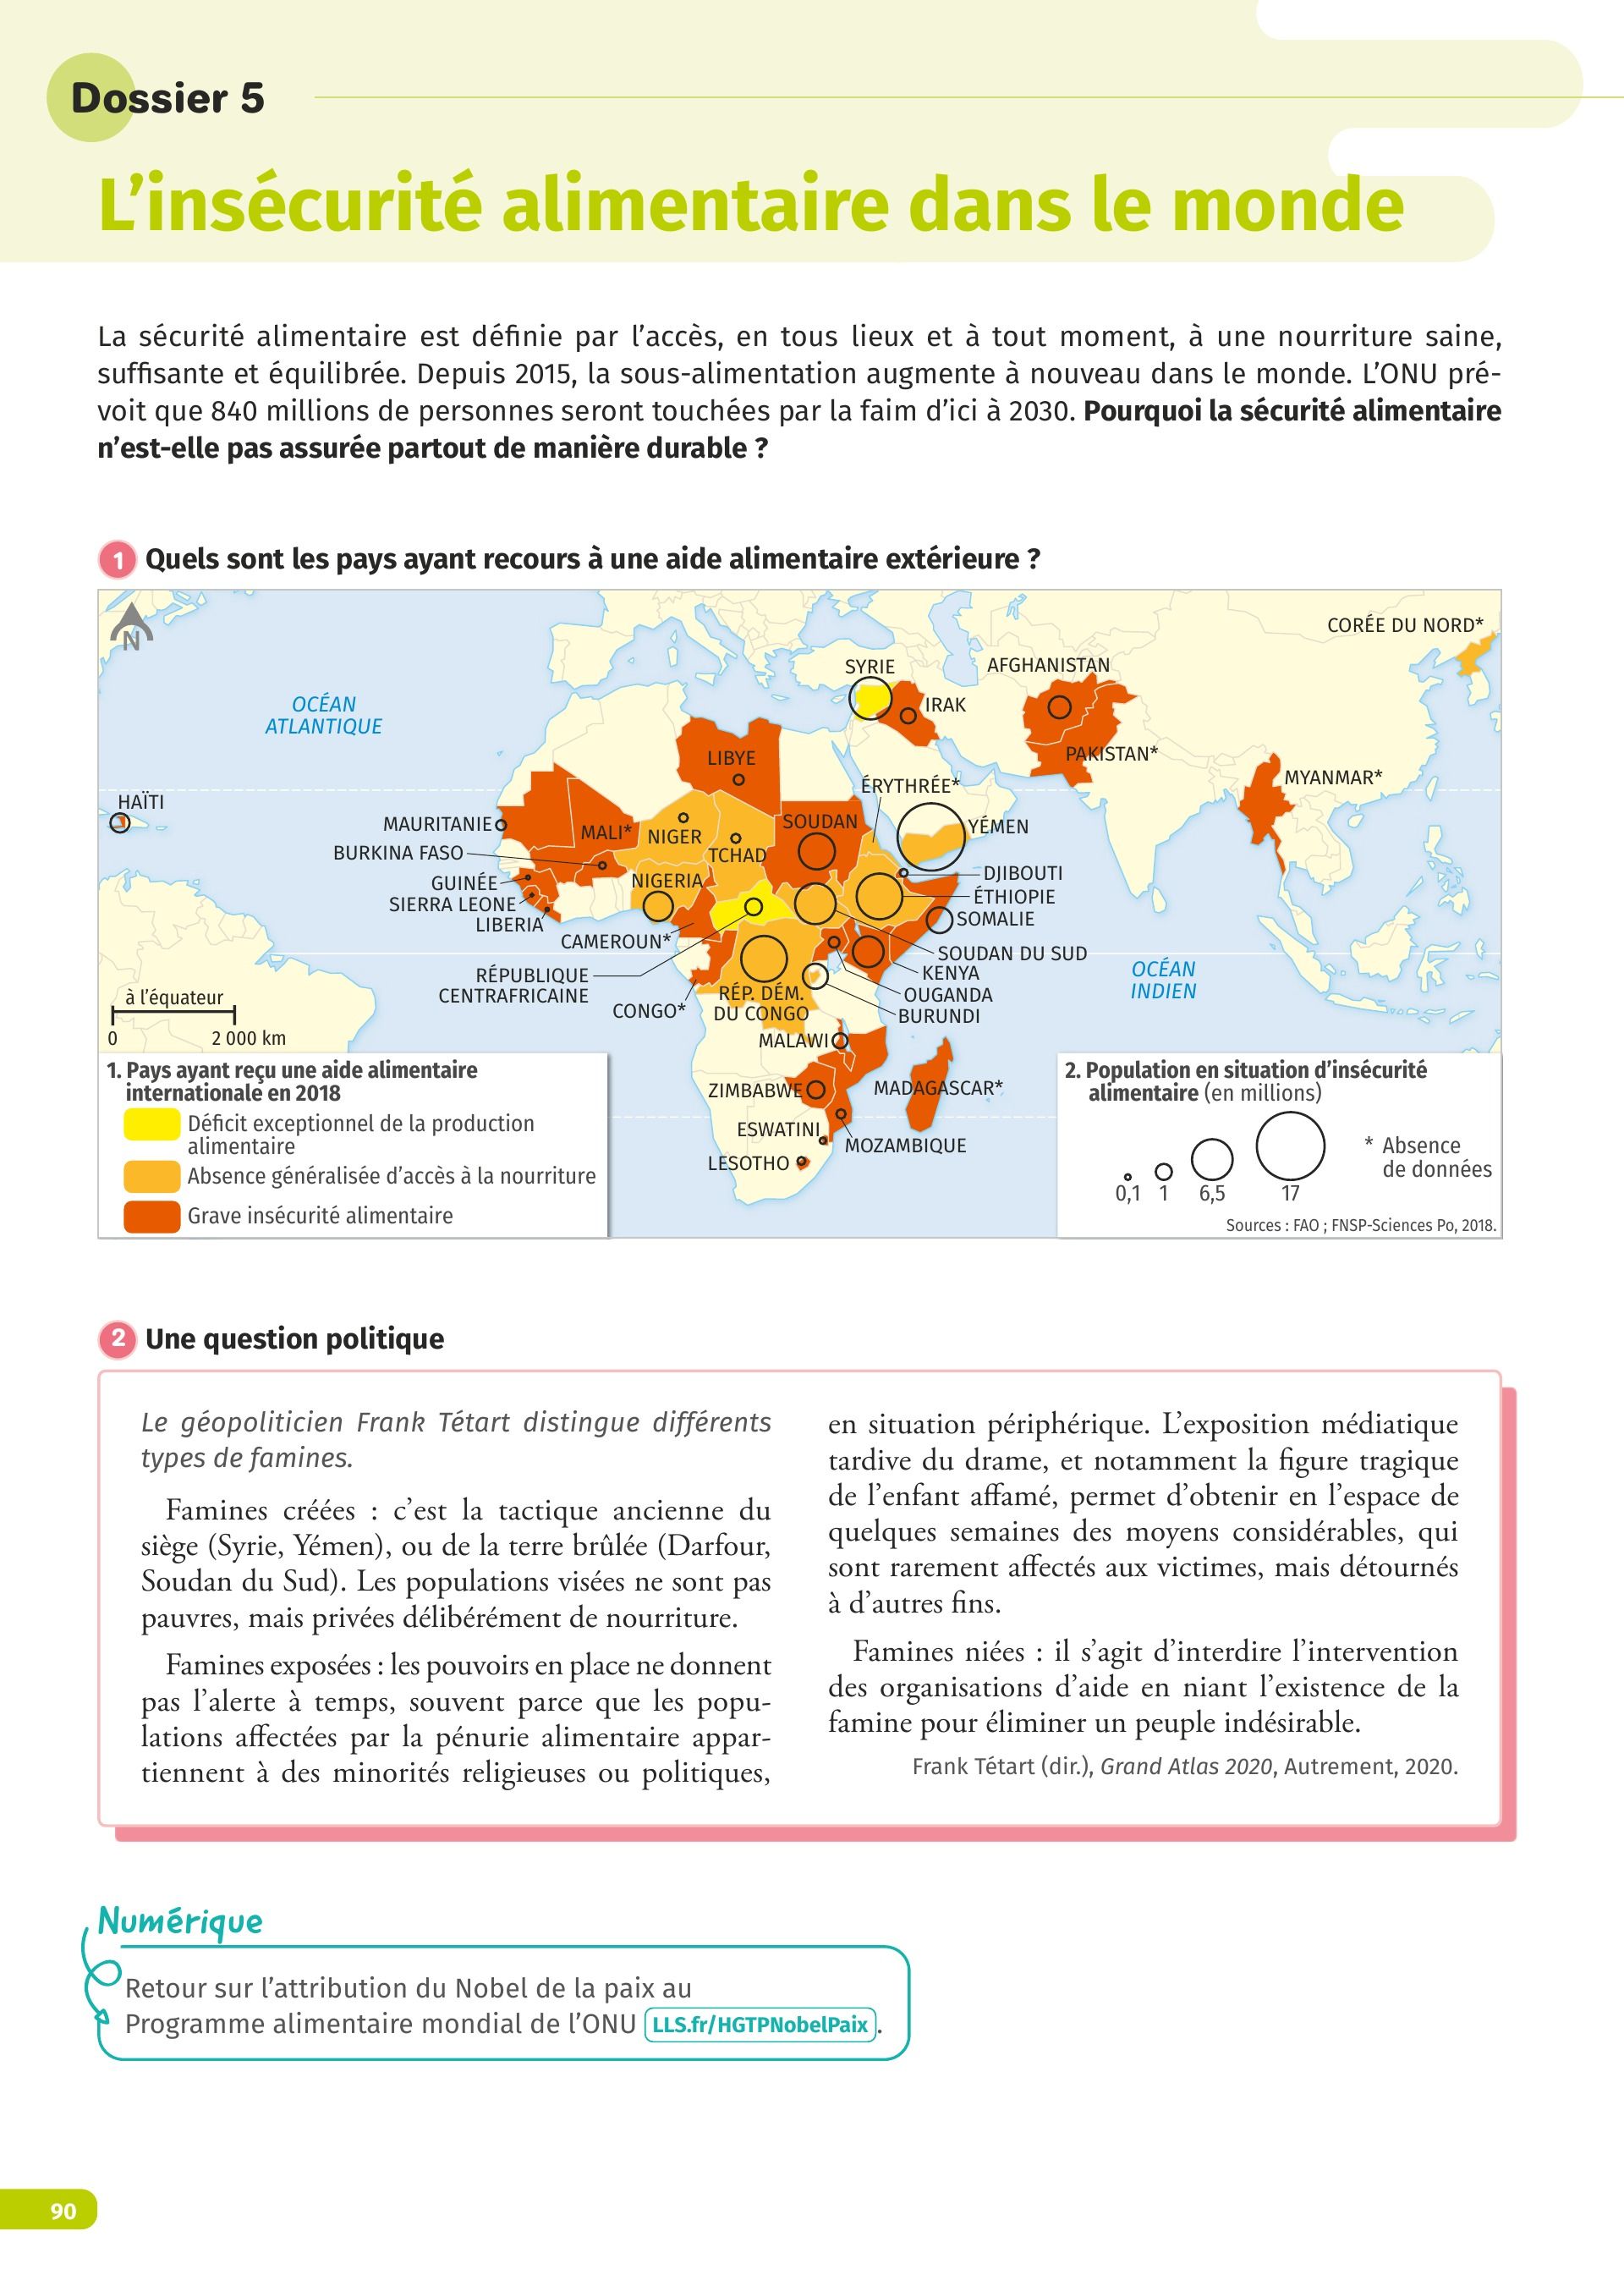 Dossier 5
L’insécurité alimentaire dans le monde
La sécurité alimentaire est définie par l’accès, en tous lieux et à tout moment, à une nourriture saine,
suffisante et équilibrée. Depuis 2015, la sous-alimentation augmente à nouveau dans le monde. L’ONU pré-
voit que 840 millions de personnes seront touchées par la faim d’ici à 2030. Pourquoi la sécurité alimentaire
n’est-elle pas assurée partout de manière durable ?
1 Quels sont les pays ayant recours à une aide alimentaire extérieure ?
N
CORÉE DU NORD*
SYRIE
AFGHANISTAN
OCÉAN
ATLANTIQUE
IRAK
PAKISTAN*
LIBYE
MYANMAR*
ÉRYTHRÉE*
HAÏTI
MAURITANIE
MALI*
NIGER
SOUDAN
YÉMEN
BURKINA FASO
TCHAD
DJIBOUTI
GUINÉE
NIGERIA
ÉTHIOPIE
SIERRA LEONE
SOMALIE
LIBERIA
CAMEROUN*
SOUDAN DU SUD
KENYA
RÉPUBLIQUE
CENTRAFRICAINE
OCÉAN
INDIEN
OUGANDA
CONGO*
RÉP. DÉM.
DU CONGO
BURUNDI
à l’équateur
0 2 000 km
MALAWI
ZIMBABWE
MADAGASCAR*
ESWATINI
MOZAMBIQUE
LESOTHO
1. Pays ayant reçu une aide alimentaire
internationale en 2018
Déficit exceptionnel de la production
alimentaire
Absence généralisée d’accès à la nourriture
Grave insécurité alimentaire
2. Population en situation d’insécurité
alimentaire (en millions)
0,1 1 6,5 17
* Absence
de données
Sources : FAO ; FNSP-Sciences Po, 2018.
2 Une question politique
Le géopoliticien Frank Tétart distingue différents
types de famines.
Famines créées : c’est la tactique ancienne du
siège (Syrie, Yémen), ou de la terre brûlée (Darfour,
Soudan du Sud). Les populations visées ne sont pas
pauvres, mais privées délibérément de nourriture.
Famines exposées : les pouvoirs en place ne donnent
pas l’alerte à temps, souvent parce que les popu-
lations affectées par la pénurie alimentaire appar-
tiennent à des minorités religieuses ou politiques,
en situation périphérique. L’exposition médiatique
tardive du drame, et notamment la figure tragique
de l’enfant affamé, permet d’obtenir en l’espace de
quelques semaines des moyens considérables, qui
sont rarement affectés aux victimes, mais détournés
à d’autres fins.
Famines niées : il s’agit d’interdire l’intervention
des organisations d’aide en niant l’existence de la
famine pour éliminer un peuple indésirable.
Frank Tétart (dir.), Grand Atlas 2020, Autrement, 2020.
Numérique
Retour sur l’attribution du Nobel de la paix au
Programme alimentaire mondial de l’ONU LLS.fr/HGTPNobelPaix.
90